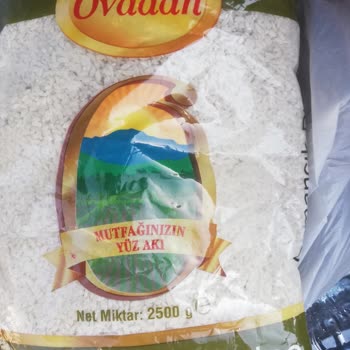 Ovadan
MUTFAĞINIZIN
YÜZ AKI
Net Miktar: 2500 g e